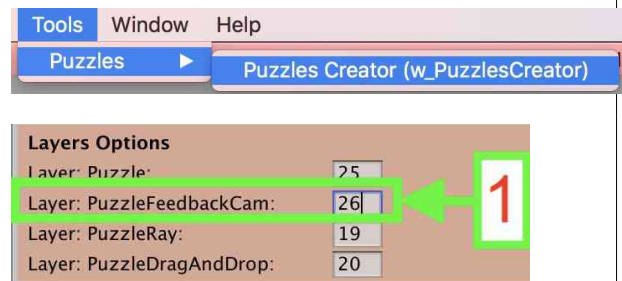 Tools Window Help
Puzzles
Puzzles Creator (w_PuzzlesCreator)
Layers Options
Layer: Puzzle: 25
Layer: PuzzleFeedbackCam: 26
1
Layer: PuzzleRay: 19
Layer: PuzzleDragAndDrop: 20